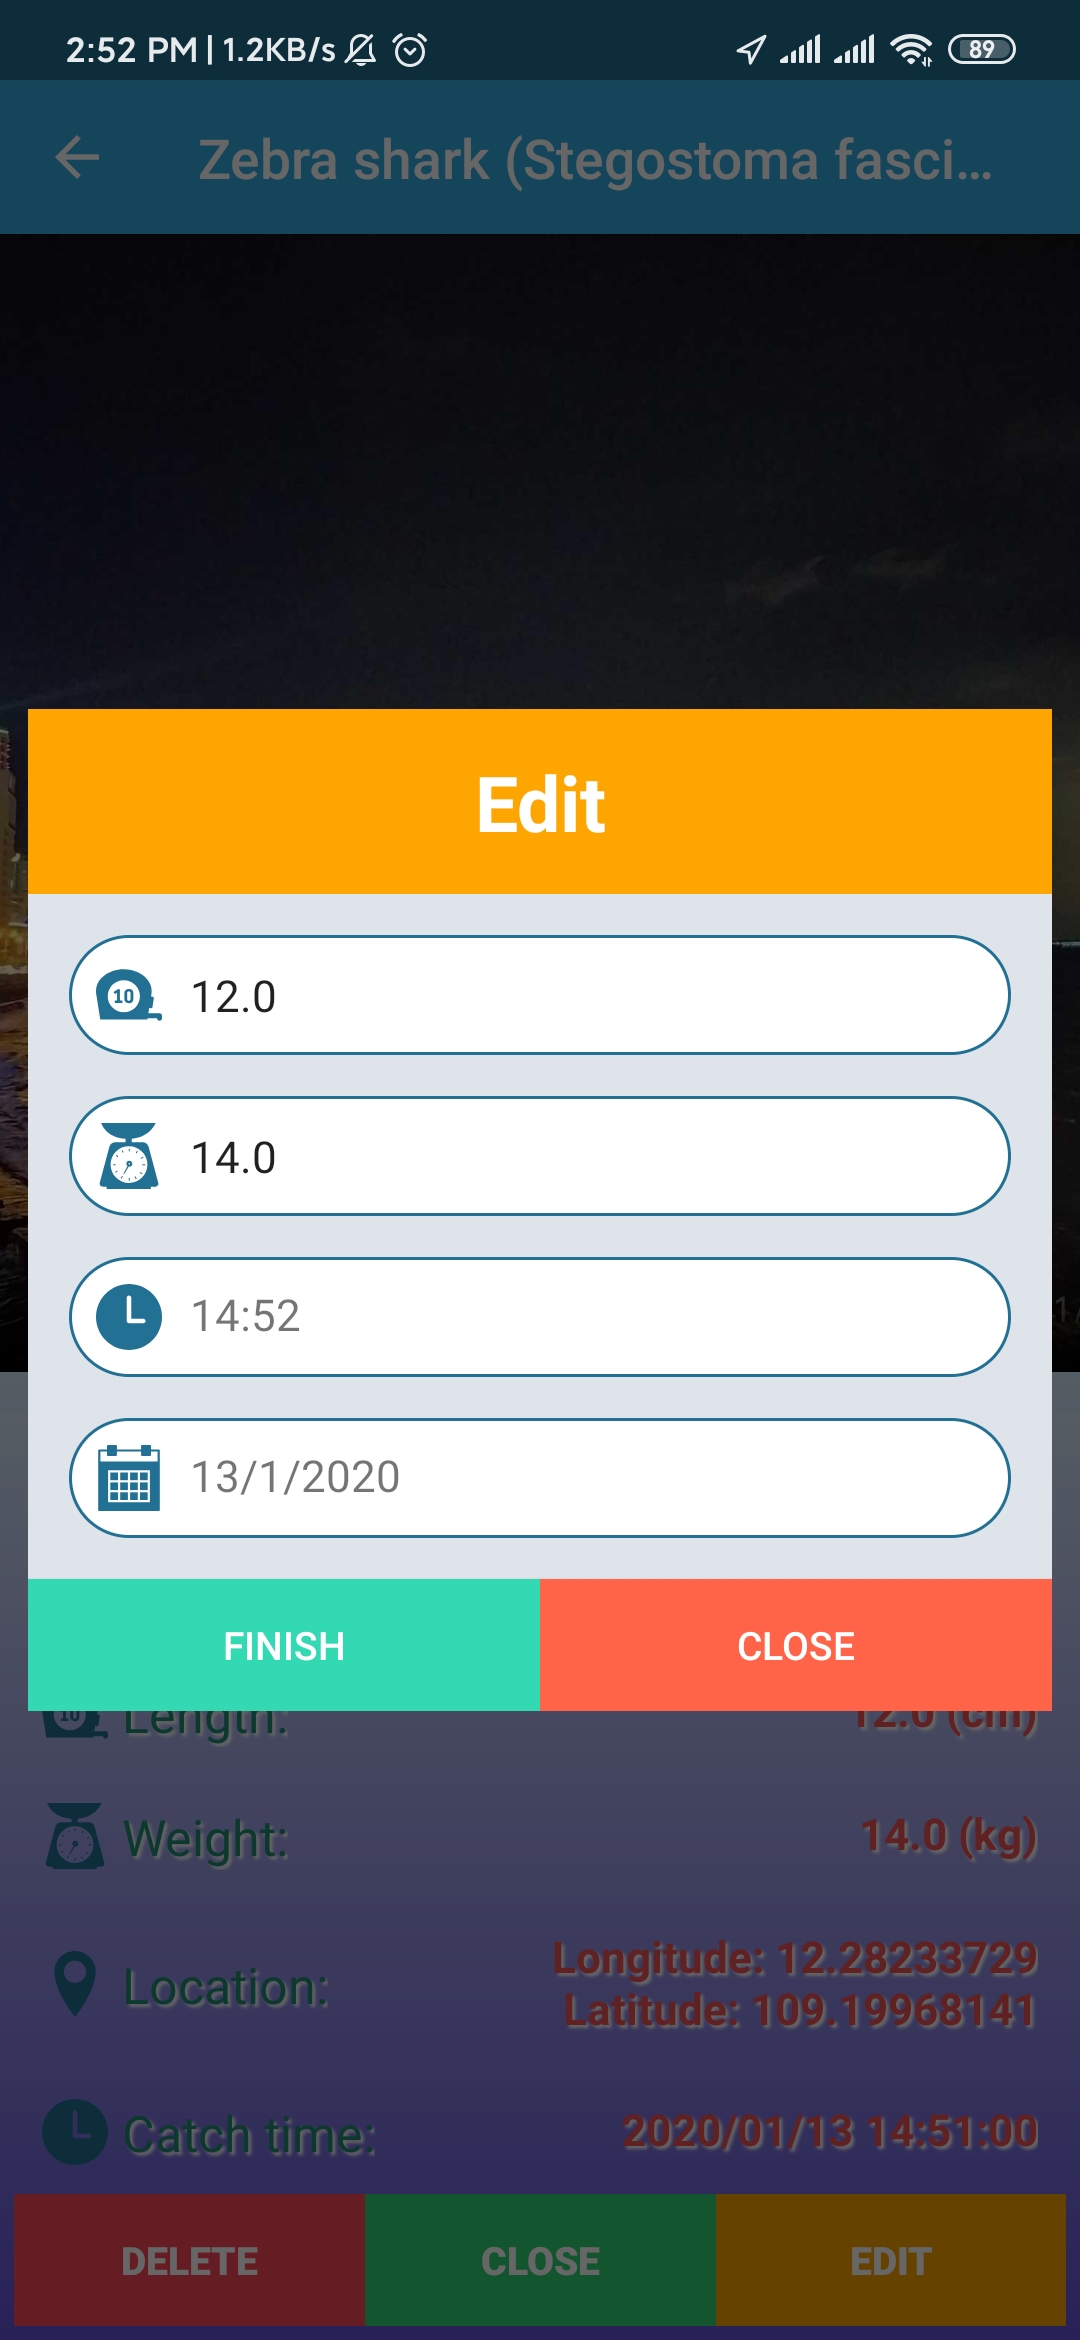 2:52 PM | 1.2KB/s 89
Zebra shark (Stegostoma fasci...
Edit
10 12.0
14.0
14:52
13/1/2020
FINISH CLOSE
10 Length: 12.0 (cm)
Weight: 14.0 (kg)
Location: Longitude: 12.28233729
Latitude: 109.19968141
Catch time: 2020/01/13 14:51:00
DELETE CLOSE EDIT